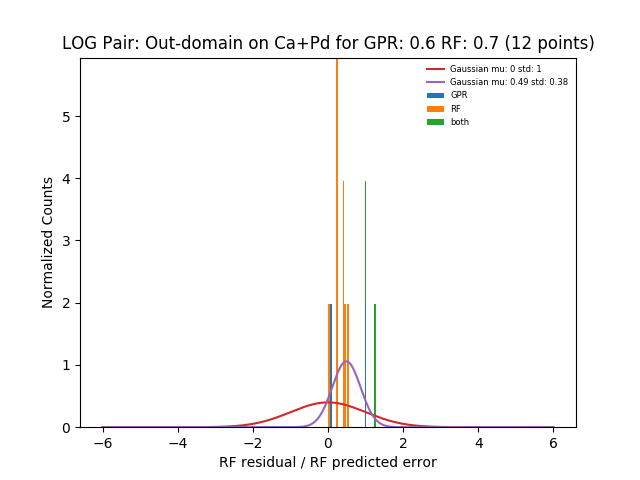 LOG Pair: Out-domain on Ca+Pd for GPR: 0.6 RF: 0.7 (12 points)
Gaussian mu: 0 std: 1
Gaussian mu: 0.49 std: 0.38
GPR
RF
both
Normalized Counts
5
4
3
2
1
0
−6
−4
−2
0
2
4
6
RF residual / RF predicted error